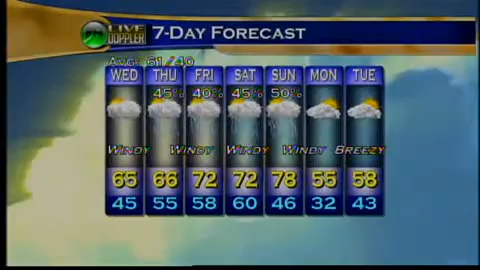 LIVE
DOPPLER
7-DAY FORECAST
AVG: 61/40
WED THU FRI SAT SUN MON TUE
45% 40% 45% 50%
WINDY WINDY WINDY WINDY BREEZY
65 66 72 72 78 55 58
45 55 58 60 46 32 43